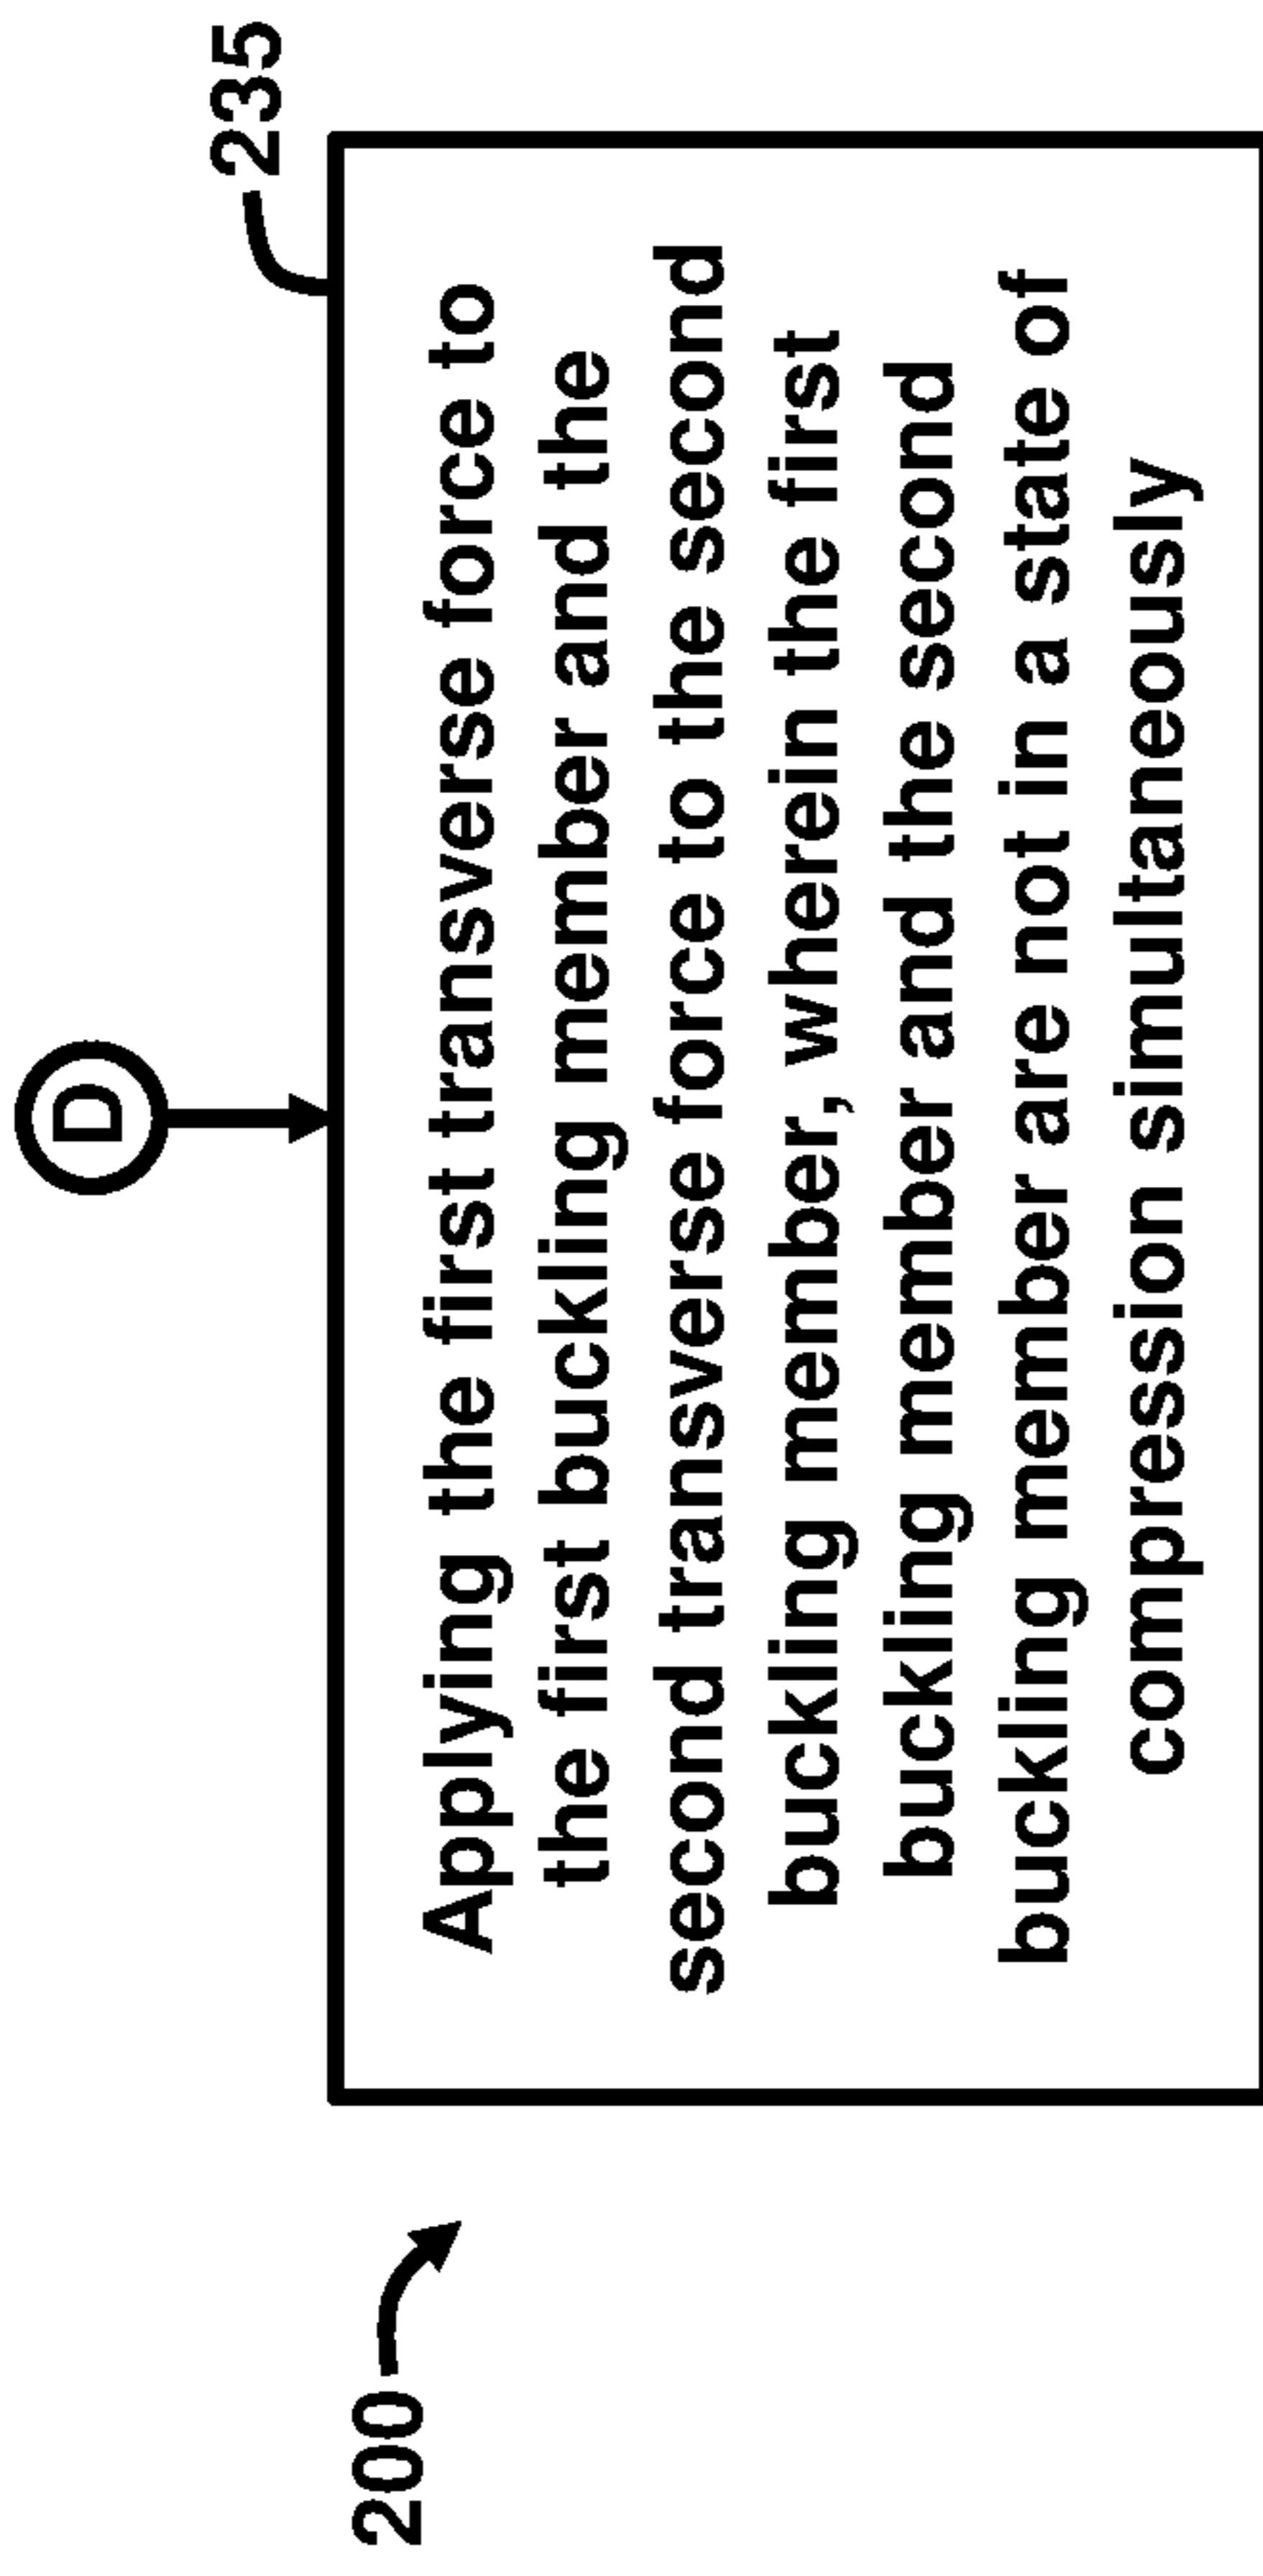 D
235
200
Applying the first transverse force to
the first buckling member and the
second transverse force to the second
buckling member, wherein the first
buckling member and the second
buckling member are not in a state of
compression simultaneously